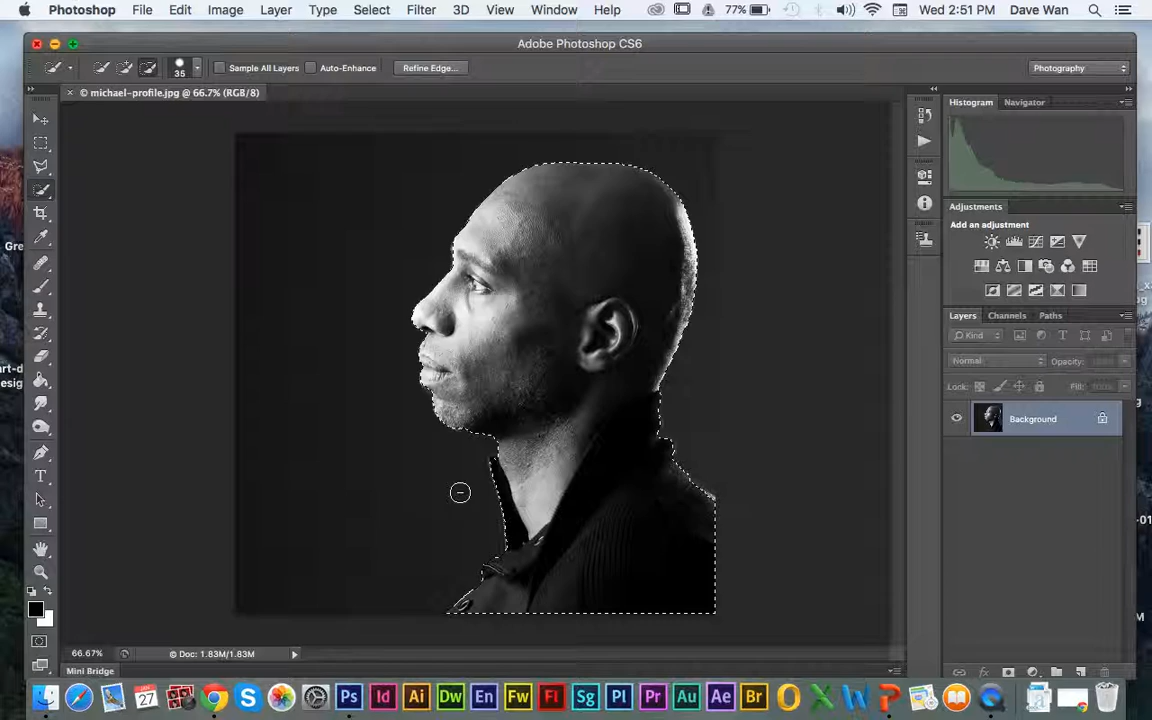 Photoshop File Edit Image Layer Type Select Filter 3D View Window Help 77% Wed 2:51 PM Dave Wan
Adobe Photoshop CS6
35 Sample All Layers Auto-Enhance Refine Edge... Photography
× © michael-profile.jpg @ 66.7% (RGB/8)
Histogram Navigator
Adjustments
Add an adjustment
Gre
Layers Channels Paths
Kind
Normal Opacity:
Lock: Fill: 100%
Background
66.67% © Doc: 1.83M/1.83M
Mini Bridge
27 Ps Id Ai Dw En Fw Fl Sg Pl Pr Au Ae Br